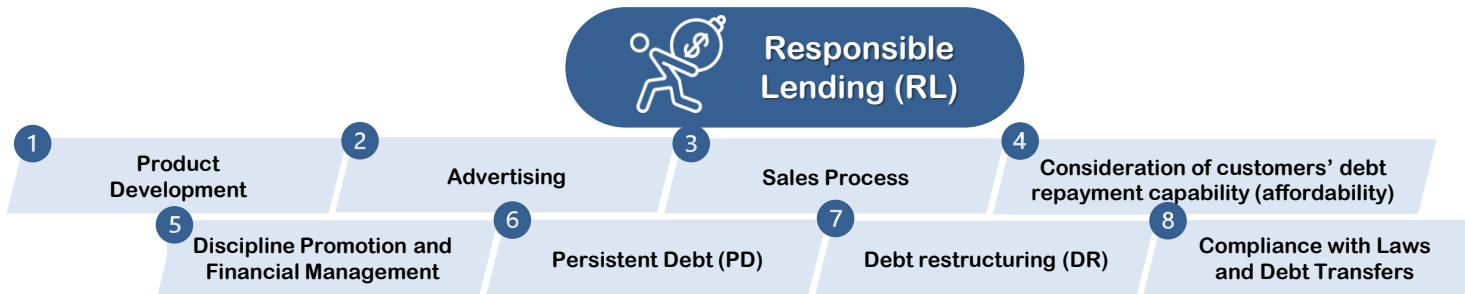 $
Responsible
Lending (RL)
1
Product
Development
2
Advertising
3
Sales Process
4
Consideration of customers’ debt
repayment capability (affordability)
5
Discipline Promotion and
Financial Management
6
Persistent Debt (PD)
7
Debt restructuring (DR)
8
Compliance with Laws
and Debt Transfers